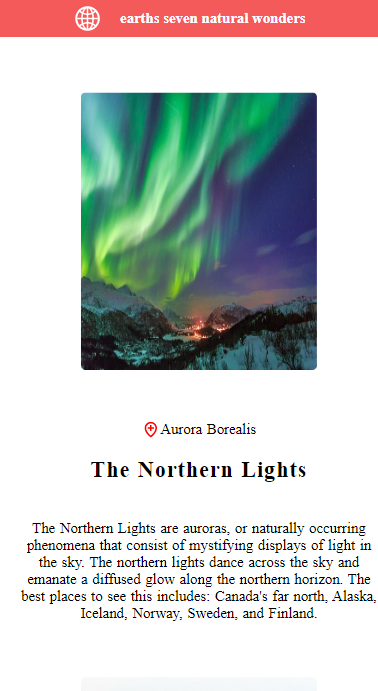 earths seven natural wonders
Aurora Borealis
The Northern Lights
The Northern Lights are auroras, or naturally occurring
phenomena that consist of mystifying displays of light in
the sky. The northern lights dance across the sky and
emanate a diffused glow along the northern horizon. The
best places to see this includes: Canada's far north, Alaska,
Iceland, Norway, Sweden, and Finland.